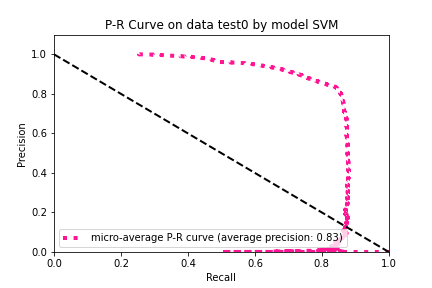 P-R Curve on data test0 by model SVM
1.0
0.8
0.6
0.4
0.2
0.0
Precision
micro-average P-R curve (average precision: 0.83)
0.0 0.2 0.4 0.6 0.8 1.0
Recall